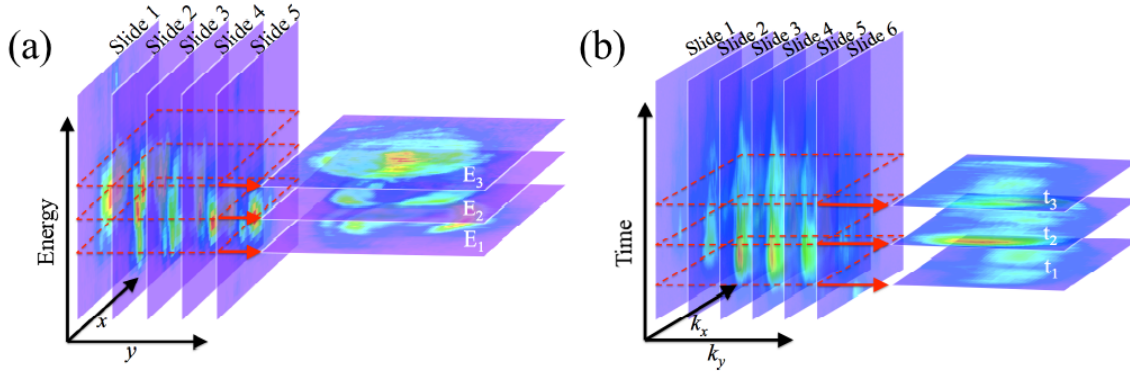 (a)
Slide 1
Slide 2
Slide 3
Slide 4
Slide 5
Energy
x
y
E3
E2
E1
(b)
Slide 1
Slide 2
Slide 3
Slide 4
Slide 5
Slide 6
Time
kx
ky
t3
t2
t1